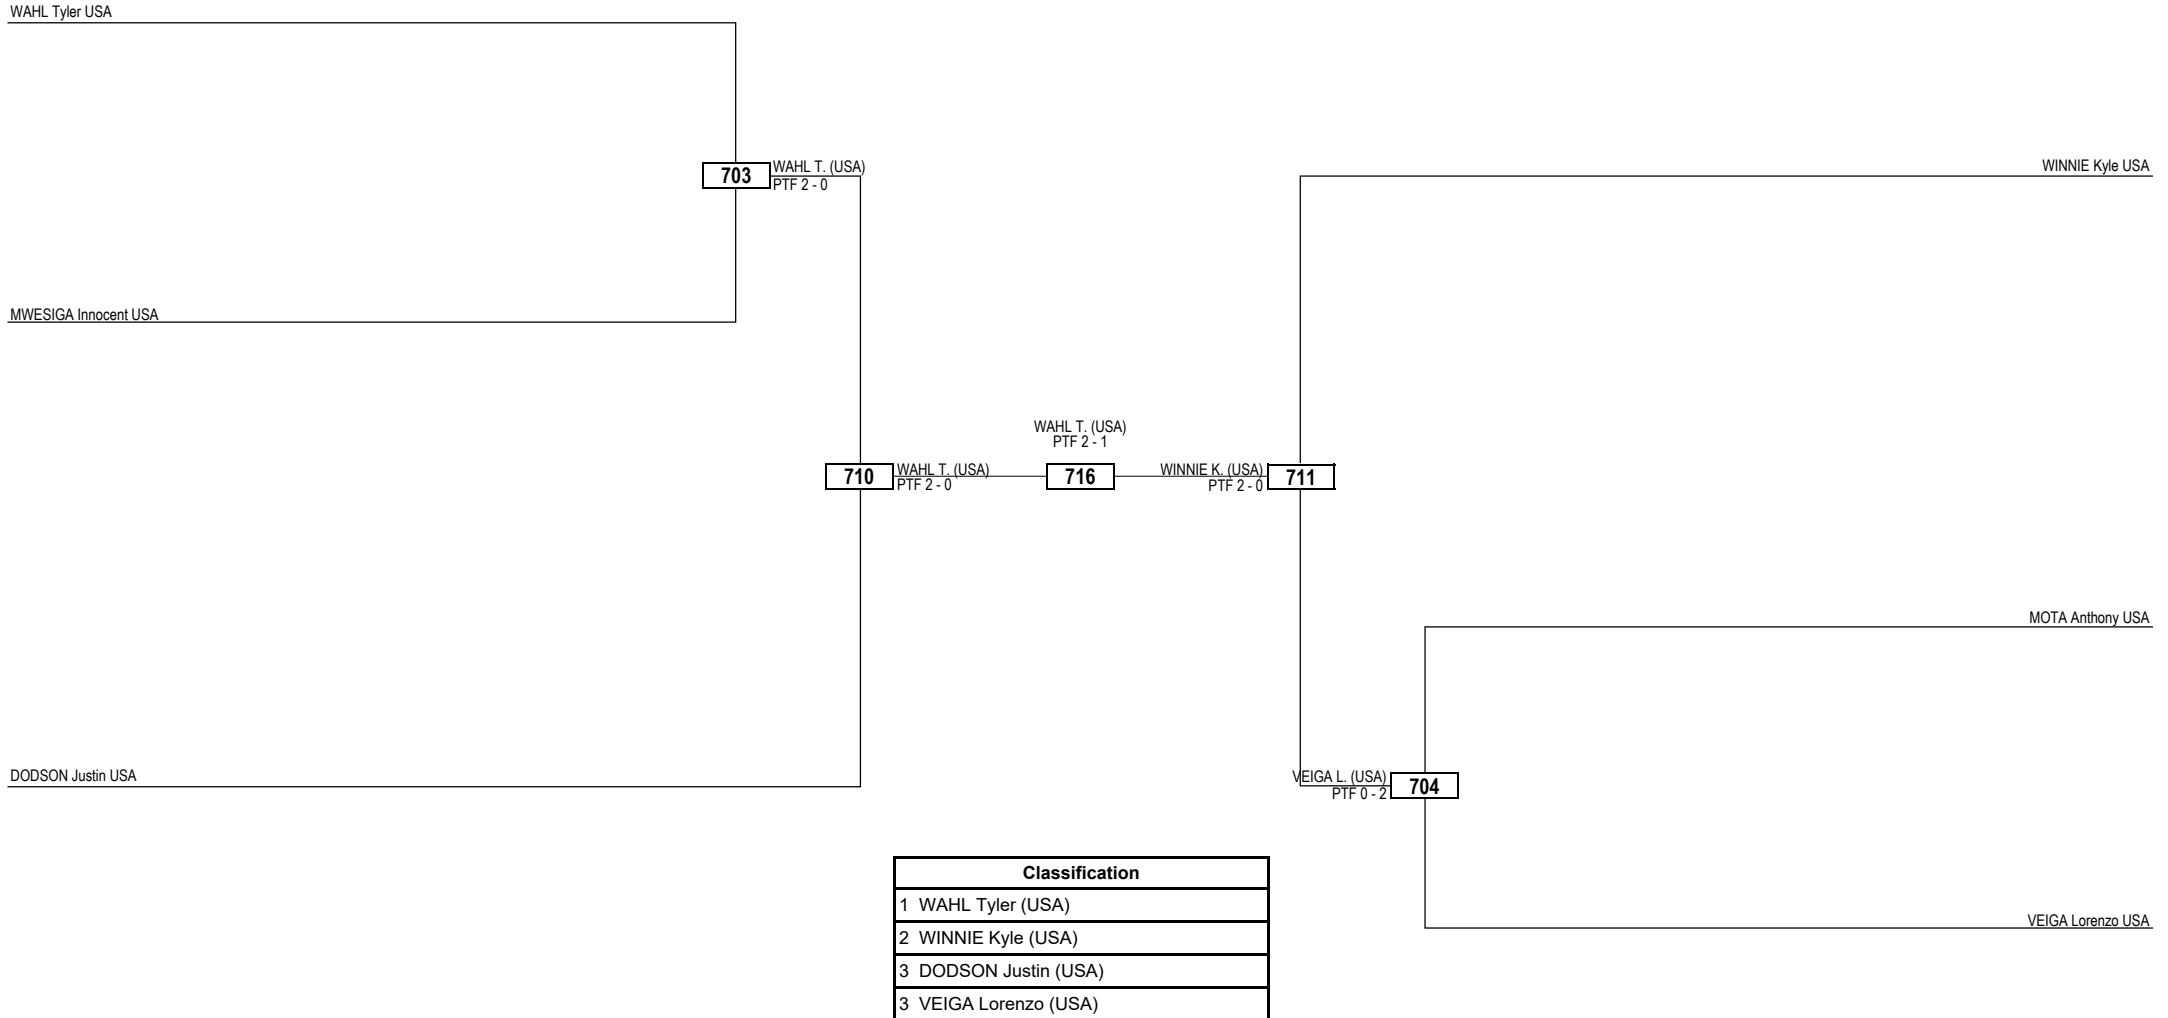 WAHL Tyler USA
703
WAHL T. (USA)
PTF 2 - 0
WINNIE Kyle USA
MWESIGA Innocent USA
WAHL T. (USA)
PTF 2 - 1
710
WAHL T. (USA)
PTF 2 - 0
716
WINNIE K. (USA)
PTF 2 - 0
711
MOTA Anthony USA
DODSON Justin USA
VEIGA L. (USA)
PTF 0 - 2
704
VEIGA Lorenzo USA
Classification
1 WAHL Tyler (USA)
2 WINNIE Kyle (USA)
3 DODSON Justin (USA)
3 VEIGA Lorenzo (USA)